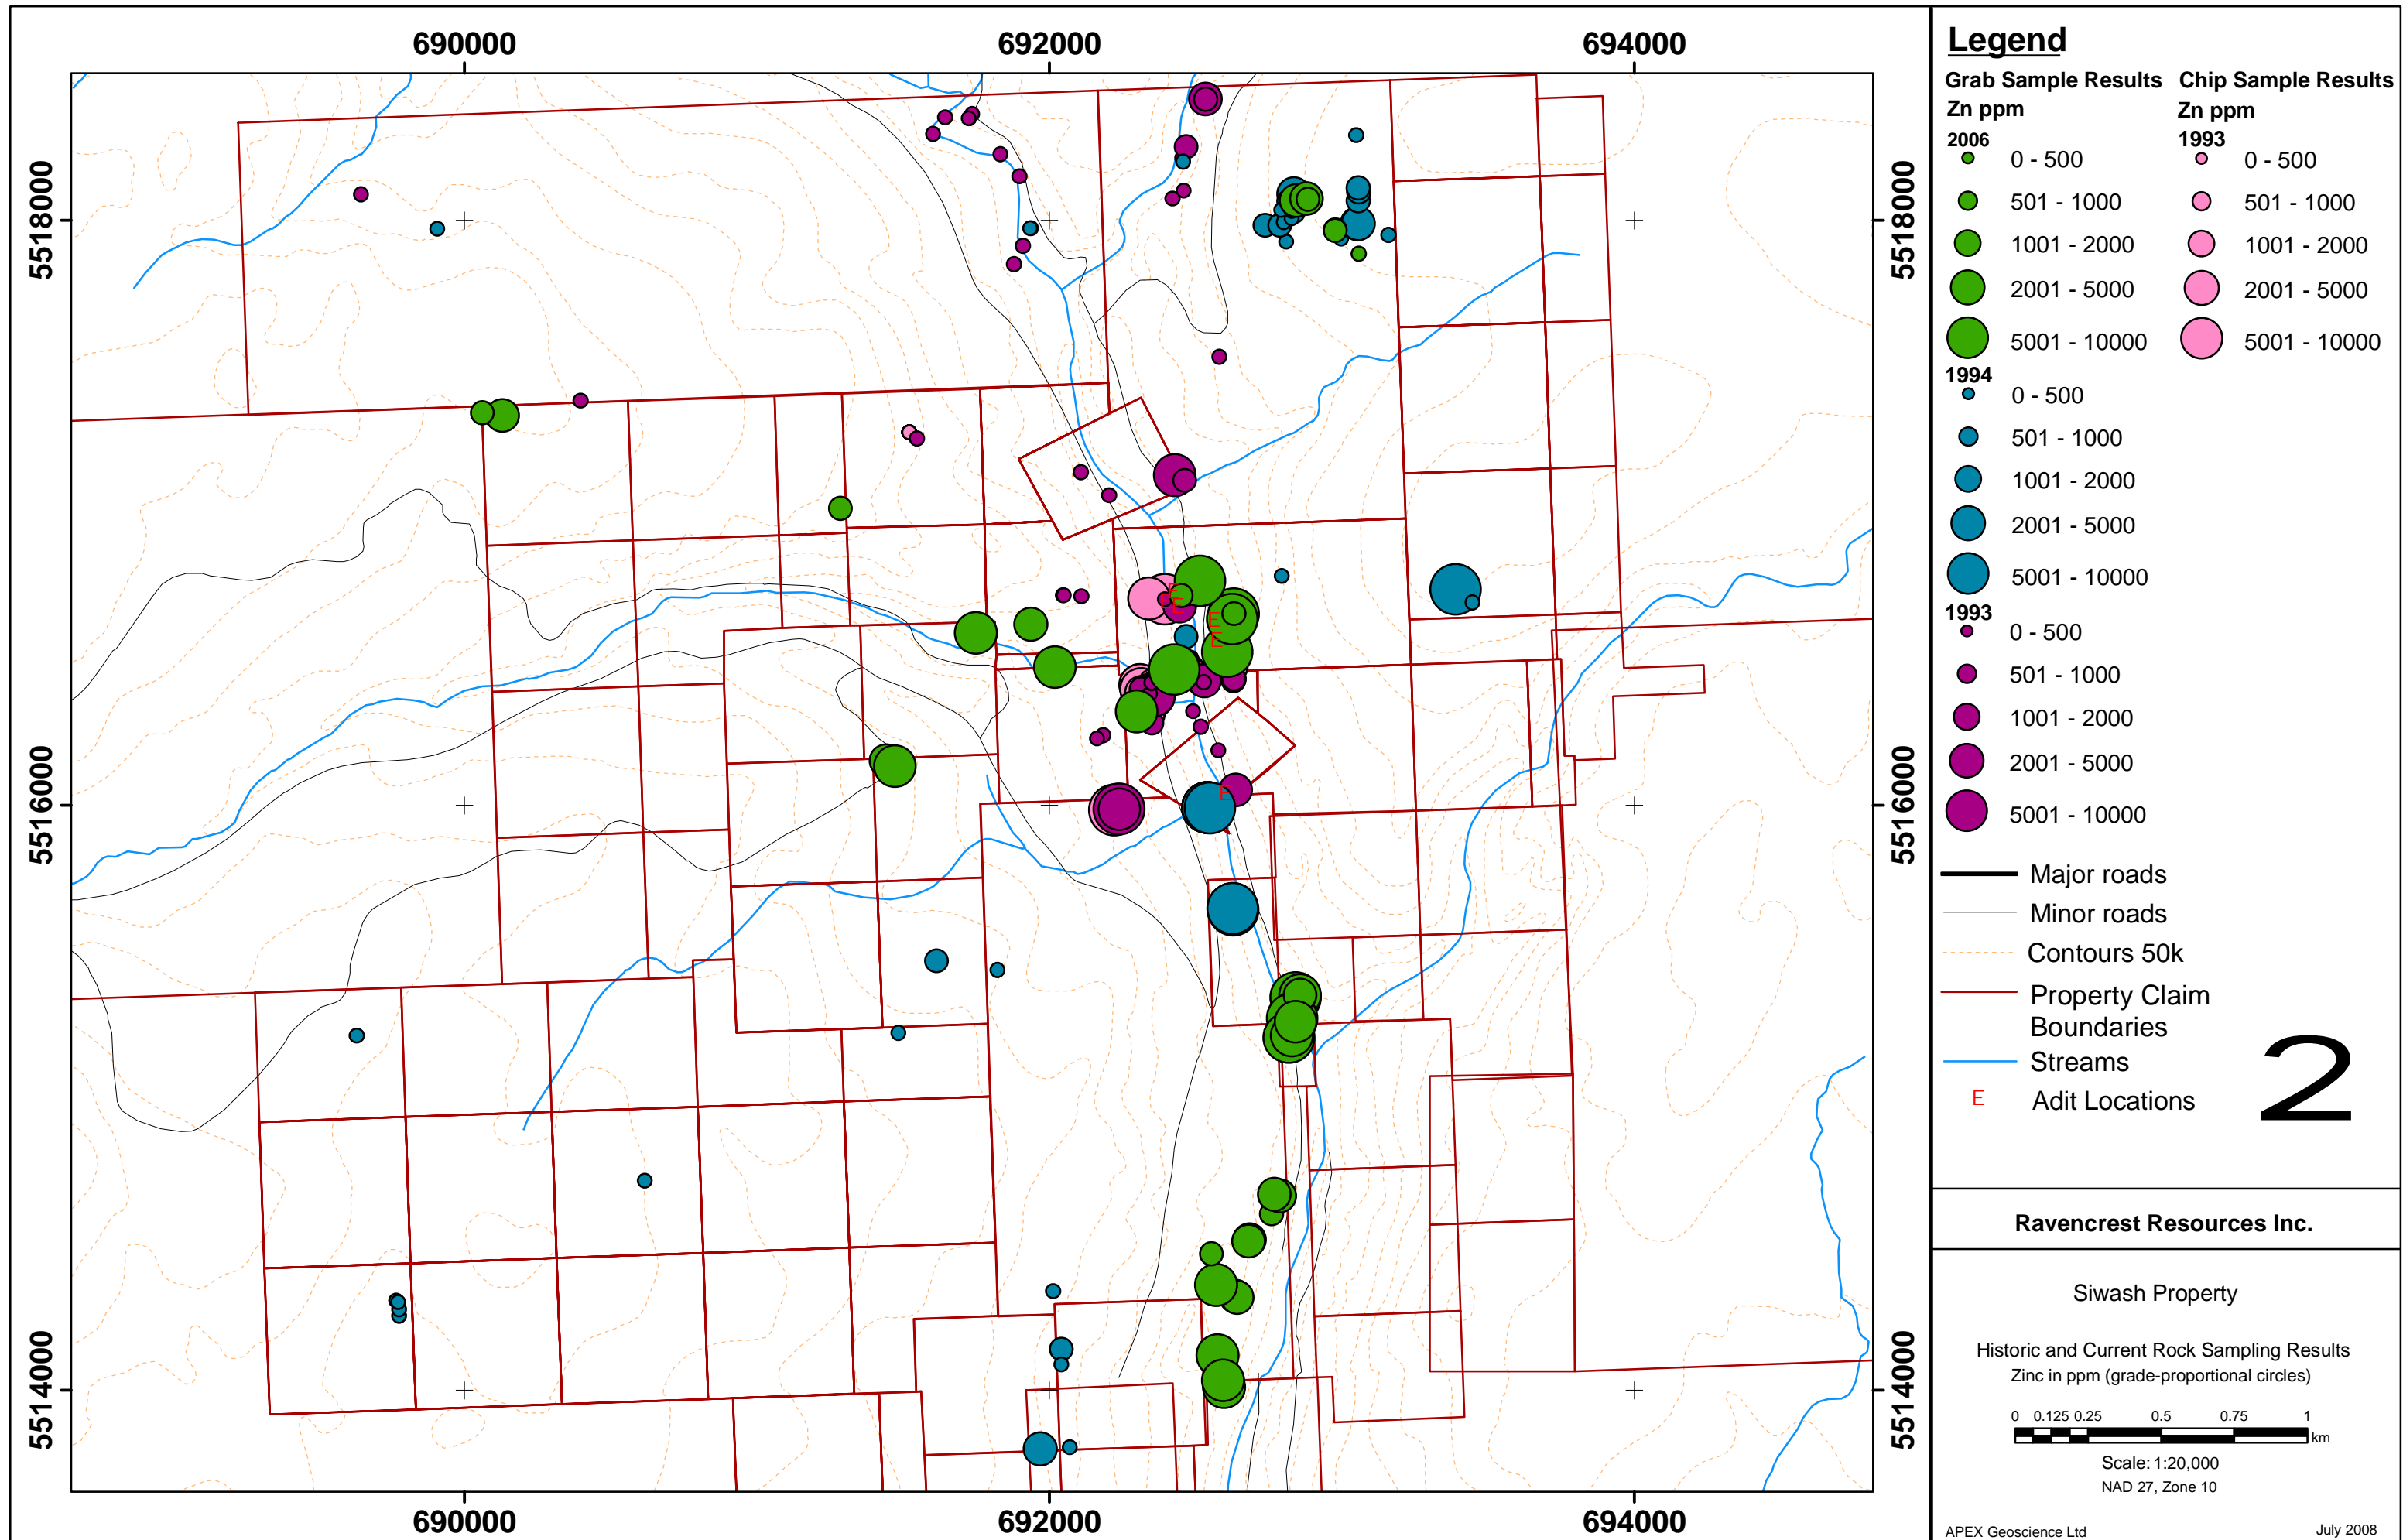 690000 692000 694000
5518000 5518000
5516000 5516000
5514000 5514000
690000 692000 694000
E
E
E
E
E
Legend
Grab Sample Results Chip Sample Results
Zn ppm Zn ppm
2006 1993
0 - 500 0 - 500
501 - 1000 501 - 1000
1001 - 2000 1001 - 2000
2001 - 5000 2001 - 5000
5001 - 10000 5001 - 10000
1994
0 - 500
501 - 1000
1001 - 2000
2001 - 5000
5001 - 10000
1993
0 - 500
501 - 1000
1001 - 2000
2001 - 5000
5001 - 10000
Major roads
Minor roads
Contours 50k
Property Claim
Boundaries
Streams
E Adit Locations
2
Ravencrest Resources Inc.
Siwash Property
Historic and Current Rock Sampling Results
Zinc in ppm (grade-proportional circles)
0 0.125 0.25 0.5 0.75 1
km
Scale: 1:20,000
NAD 27, Zone 10
APEX Geoscience Ltd July 2008